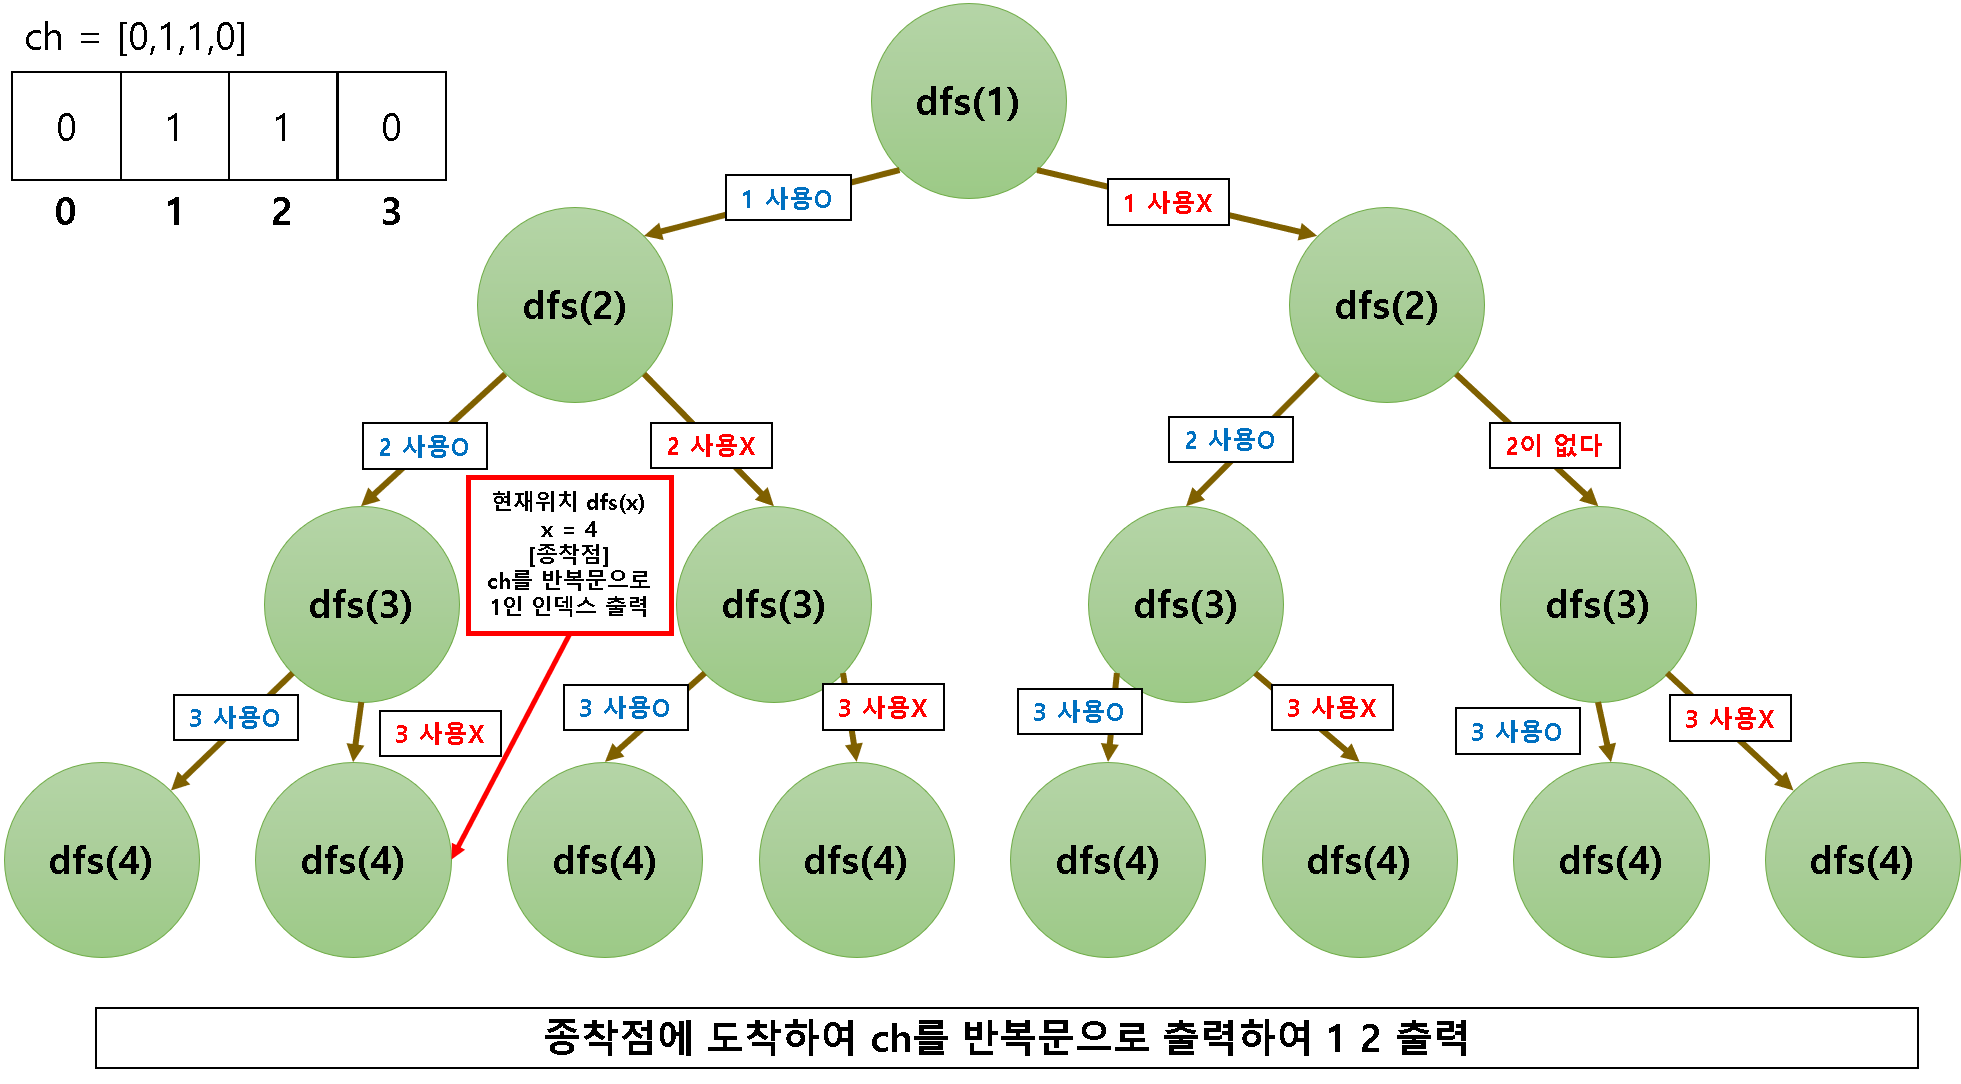 ch = [0,1,1,0]
0 1 1 0
0 1 2 3
dfs(1)
1 사용O
1 사용X
dfs(2)
dfs(2)
2 사용O
2 사용X
2 사용O
2이 없다
현재위치 dfs(x)
x = 4
[종착점]
ch를 반복문으로
1인 인덱스 출력
dfs(3)
dfs(3)
dfs(3)
dfs(3)
3 사용O
3 사용X
3 사용O
3 사용X
3 사용O
3 사용X
3 사용O
3 사용X
dfs(4)
dfs(4)
dfs(4)
dfs(4)
dfs(4)
dfs(4)
dfs(4)
dfs(4)
종착점에 도착하여 ch를 반복문으로 출력하여 1 2 출력